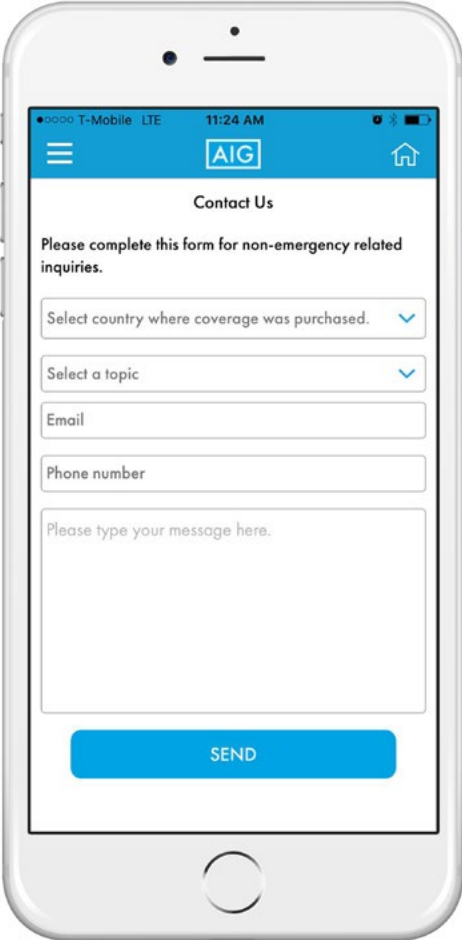 T-Mobile LTE 11:24 AM
AIG
Contact Us
Please complete this form for non-emergency related
inquiries.
Select country where coverage was purchased.
Select a topic
Email
Phone number
Please type your message here.
SEND